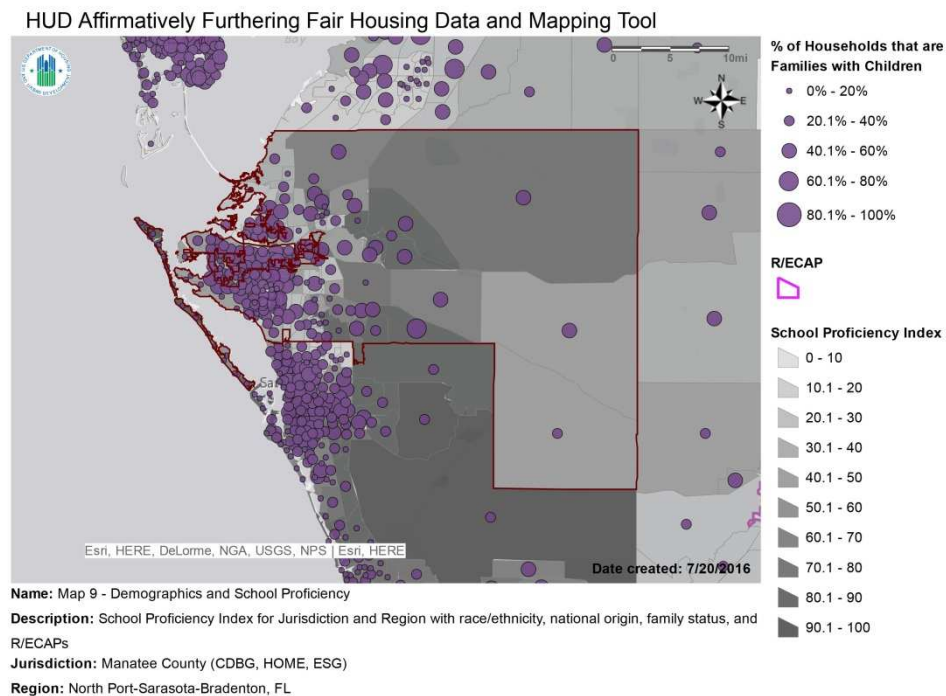 HUD Affirmatively Furthering Fair Housing Data and Mapping Tool
Bay
0 5 10mi
N
W E
S
% of Households that are
Families with Children
0% - 20%
20.1% - 40%
40.1% - 60%
60.1% - 80%
80.1% - 100%
R/ECAP
School Proficiency Index
0 - 10
10.1 - 20
20.1 - 30
30.1 - 40
40.1 - 50
50.1 - 60
60.1 - 70
70.1 - 80
80.1 - 90
90.1 - 100
Sar
Esri, HERE, DeLorme, NGA, USGS, NPS | Esri, HERE
Date created: 7/20/2016
Name: Map 9 - Demographics and School Proficiency
Description: School Proficiency Index for Jurisdiction and Region with race/ethnicity, national origin, family status, and
R/ECAPs
Jurisdiction: Manatee County (CDBG, HOME, ESG)
Region: North Port-Sarasota-Bradenton, FL